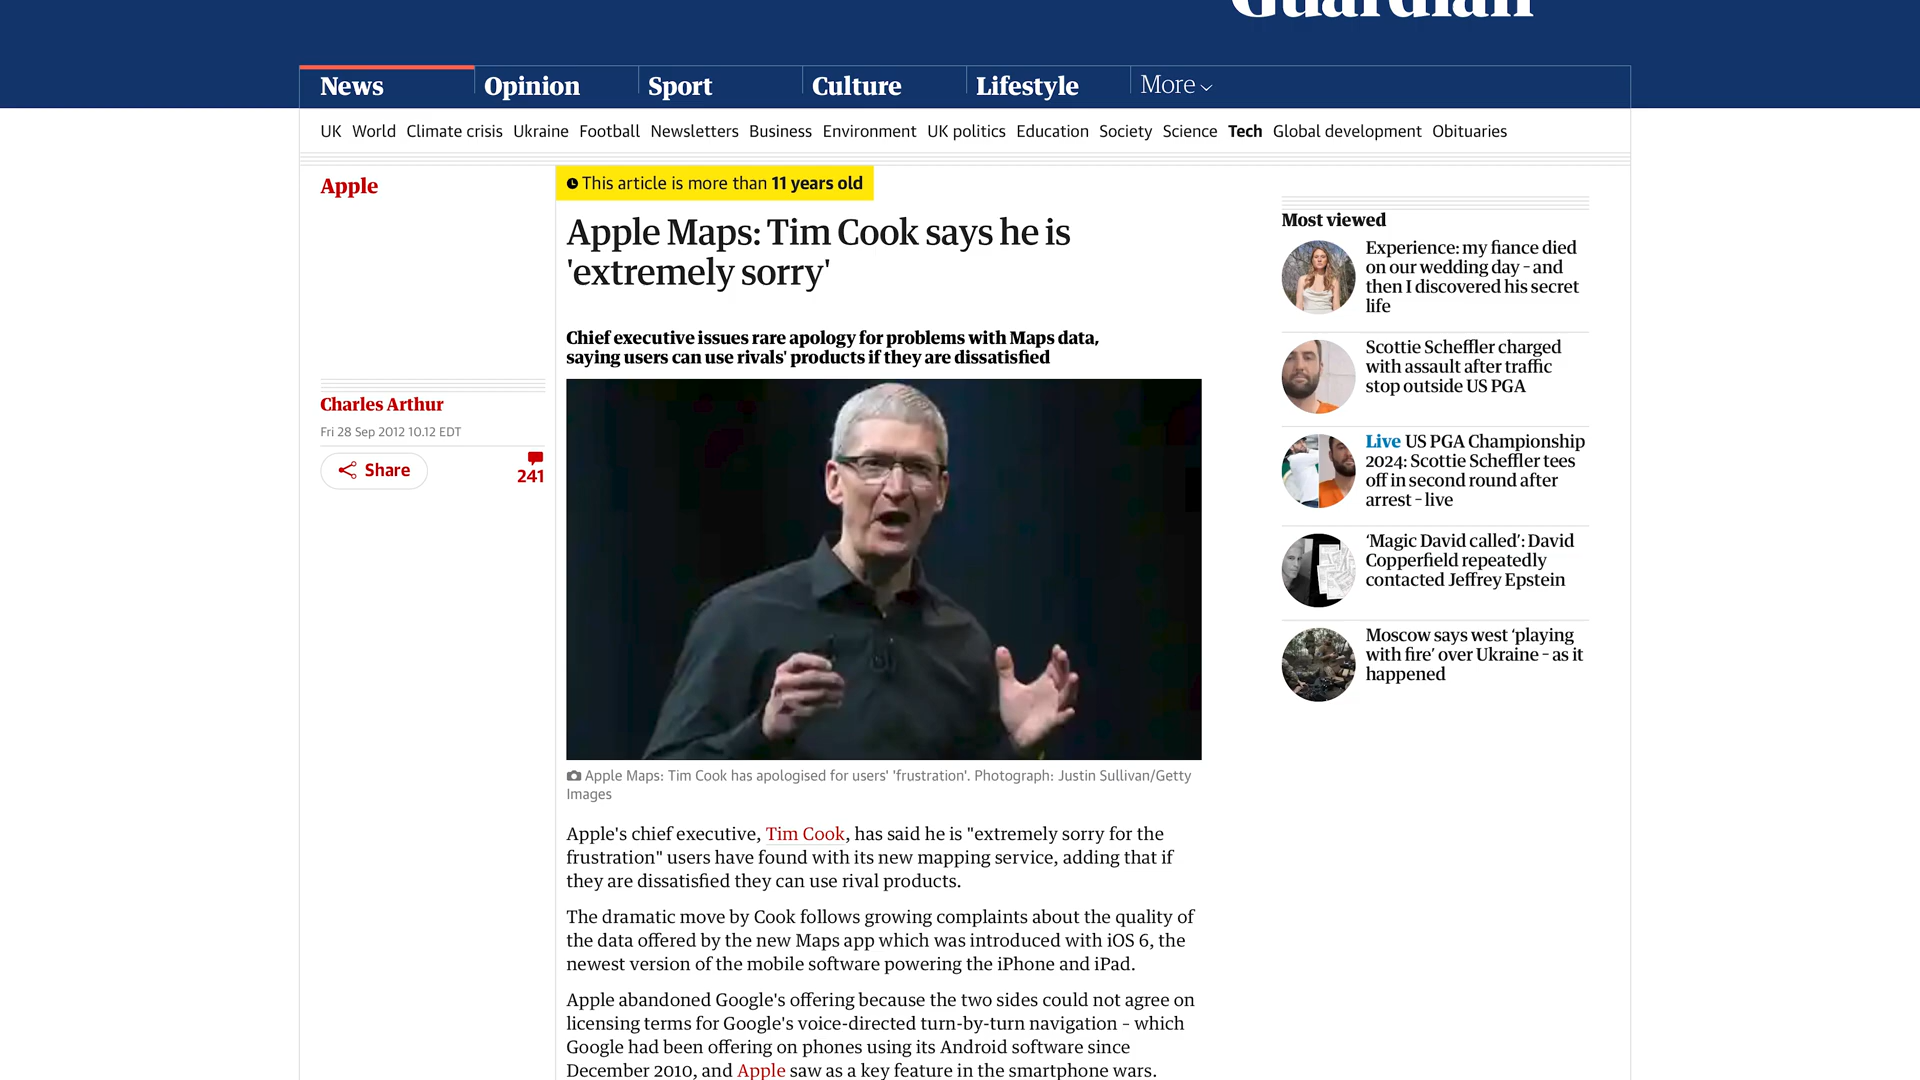 Guardian
News
Opinion
Sport
Culture
Lifestyle
More
UK World Climate crisis Ukraine Football Newsletters Business Environment UK politics Education Society Science Tech Global development Obituaries
Apple
This article is more than 11 years old
Apple Maps: Tim Cook says he is
'extremely sorry'
Chief executive issues rare apology for problems with Maps data,
saying users can use rivals' products if they are dissatisfied
Charles Arthur
Fri 28 Sep 2012 10.12 EDT
Share
241
Apple Maps: Tim Cook has apologised for users' 'frustration'. Photograph: Justin Sullivan/Getty
Images
Apple's chief executive, Tim Cook, has said he is "extremely sorry for the
frustration" users have found with its new mapping service, adding that if
they are dissatisfied they can use rival products.
The dramatic move by Cook follows growing complaints about the quality of
the data offered by the new Maps app which was introduced with iOS 6, the
newest version of the mobile software powering the iPhone and iPad.
Apple abandoned Google's offering because the two sides could not agree on
licensing terms for Google's voice-directed turn-by-turn navigation – which
Google had been offering on phones using its Android software since
December 2010, and Apple saw as a key feature in the smartphone wars.
Most viewed
Experience: my fiance died
on our wedding day – and
then I discovered his secret
life
Scottie Scheffler charged
with assault after traffic
stop outside US PGA
Live US PGA Championship
2024: Scottie Scheffler tees
off in second round after
arrest – live
‘Magic David called’: David
Copperfield repeatedly
contacted Jeffrey Epstein
Moscow says west ‘playing
with fire’ over Ukraine – as it
happened